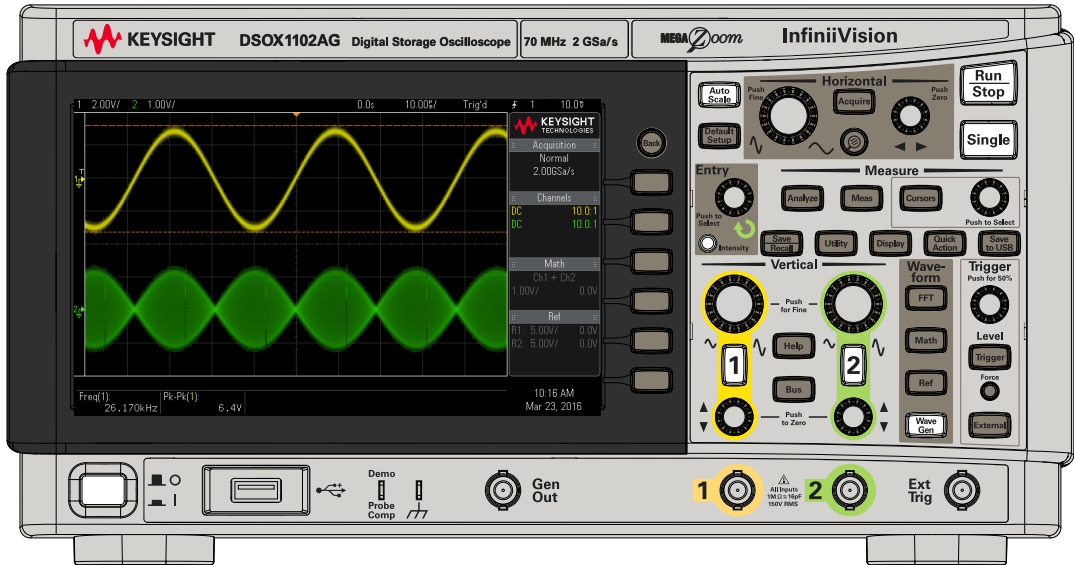 KEYSIGHT DSOX1102AG Digital Storage Oscilloscope 70 MHz 2 GSa/s MEGA Zoom InfiniiVision
1 2.00V/ 2 1.00V/ 0.0s Trig'd 1
KEYSIGHT
TECHNOLOGIES
Acquisition
Normal
2.00GSa/s
Channels
DC 10.0:1
DC 10.0:1
Math
Ch1 + Ch2
1.00V/ 0.0V
Ref
R1 5.00V/ 0.0V
R2 5.00V/ 0.0V
10:16 AM
Mar 23, 2016
Freq(1): Pk-Pk(1):
26.170kHz 6.4V
T
1
2
Back
Auto
Scale
Default
Setup
Horizontal
Push
Fine
Acquire
Push
Zero
Run
Stop
Single
Entry
Push to
Select
Intensity
Measure
Analyze
Meas
Cursors
Push to Select
Save
Recall
Utility
Display
Quick
Action
Save
to USB
Vertical
Push
for Fine
1
Help
2
Bus
Push
to Zero
Wave-
form
FFT
Math
Ref
Wave
Gen
Trigger
Push for 50%
Level
Trigger
Force
External
Demo
Probe
Comp
Gen
Out
1
All Inputs
1M Ω ≅ 16pF
150V RMS
2
Ext
Trig